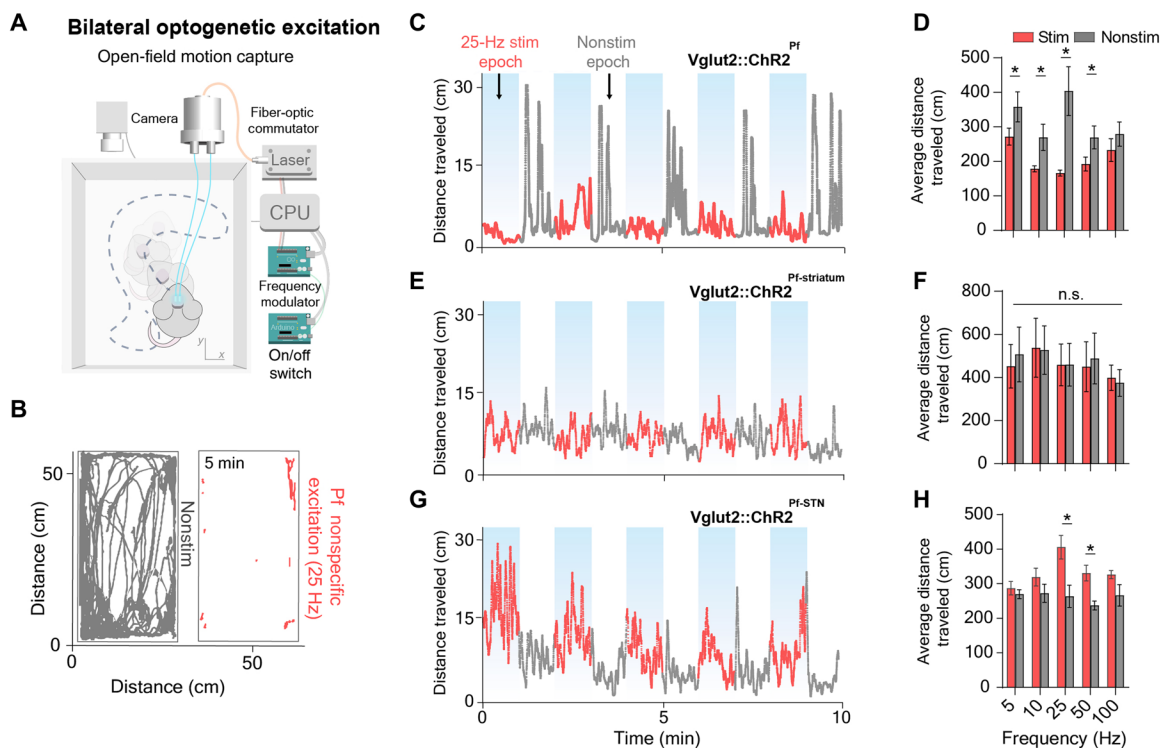 A
Bilateral optogenetic excitation
Open-field motion capture
Camera
Fiber-optic
commutator
Laser
CPU
Frequency
modulator
Arduino
On/off
switch
y
x
B
Distance (cm)
50
0
5 min
Nonstim
Pf nonspecific
excitation (25 Hz)
0
50
Distance (cm)
C
25-Hz stim
epoch
Nonstim
epoch
Vglut2::ChR2 Pf
Distance traveled (cm)
30
15
0
D
Stim
Nonstim
Average distance
traveled (cm)
500
400
300
200
100
0
*
*
*
*
E
Vglut2::ChR2 Pf-striatum
Distance traveled (cm)
30
15
0
F
Average distance
traveled (cm)
800
600
400
200
0
n.s.
G
Vglut2::ChR2 Pf-STN
Distance traveled (cm)
30
15
0
0
5
10
Time (min)
H
Average distance
traveled (cm)
500
400
300
200
100
0
*
*
5
10
25
50
100
Frequency (Hz)